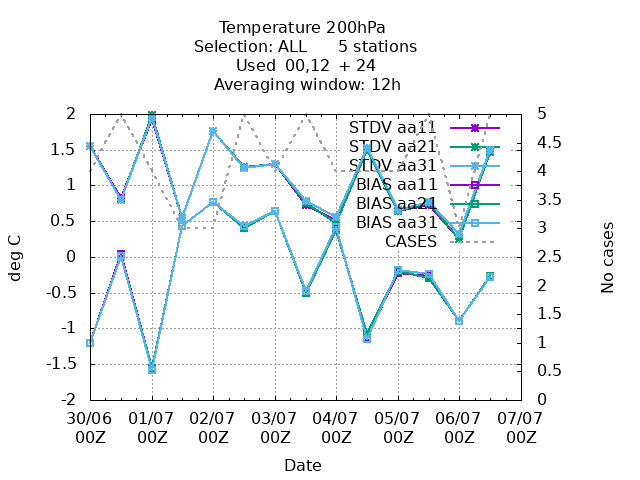 Temperature 200hPa
Selection: ALL      5 stations
Used  00,12  + 24
Averaging window: 12h
2
1.5
1
0.5
0
-0.5
-1
-1.5
-2
deg C
5
4.5
4
3.5
3
2.5
2
1.5
1
0.5
0
No cases
STDV aa11
STDV aa21
STDV aa31
BIAS aa11
BIAS aa21
BIAS aa31
CASES
30/06 01/07 02/07 03/07 04/07 05/07 06/07 07/07
00Z 00Z 00Z 00Z 00Z 00Z 00Z 00Z
Date